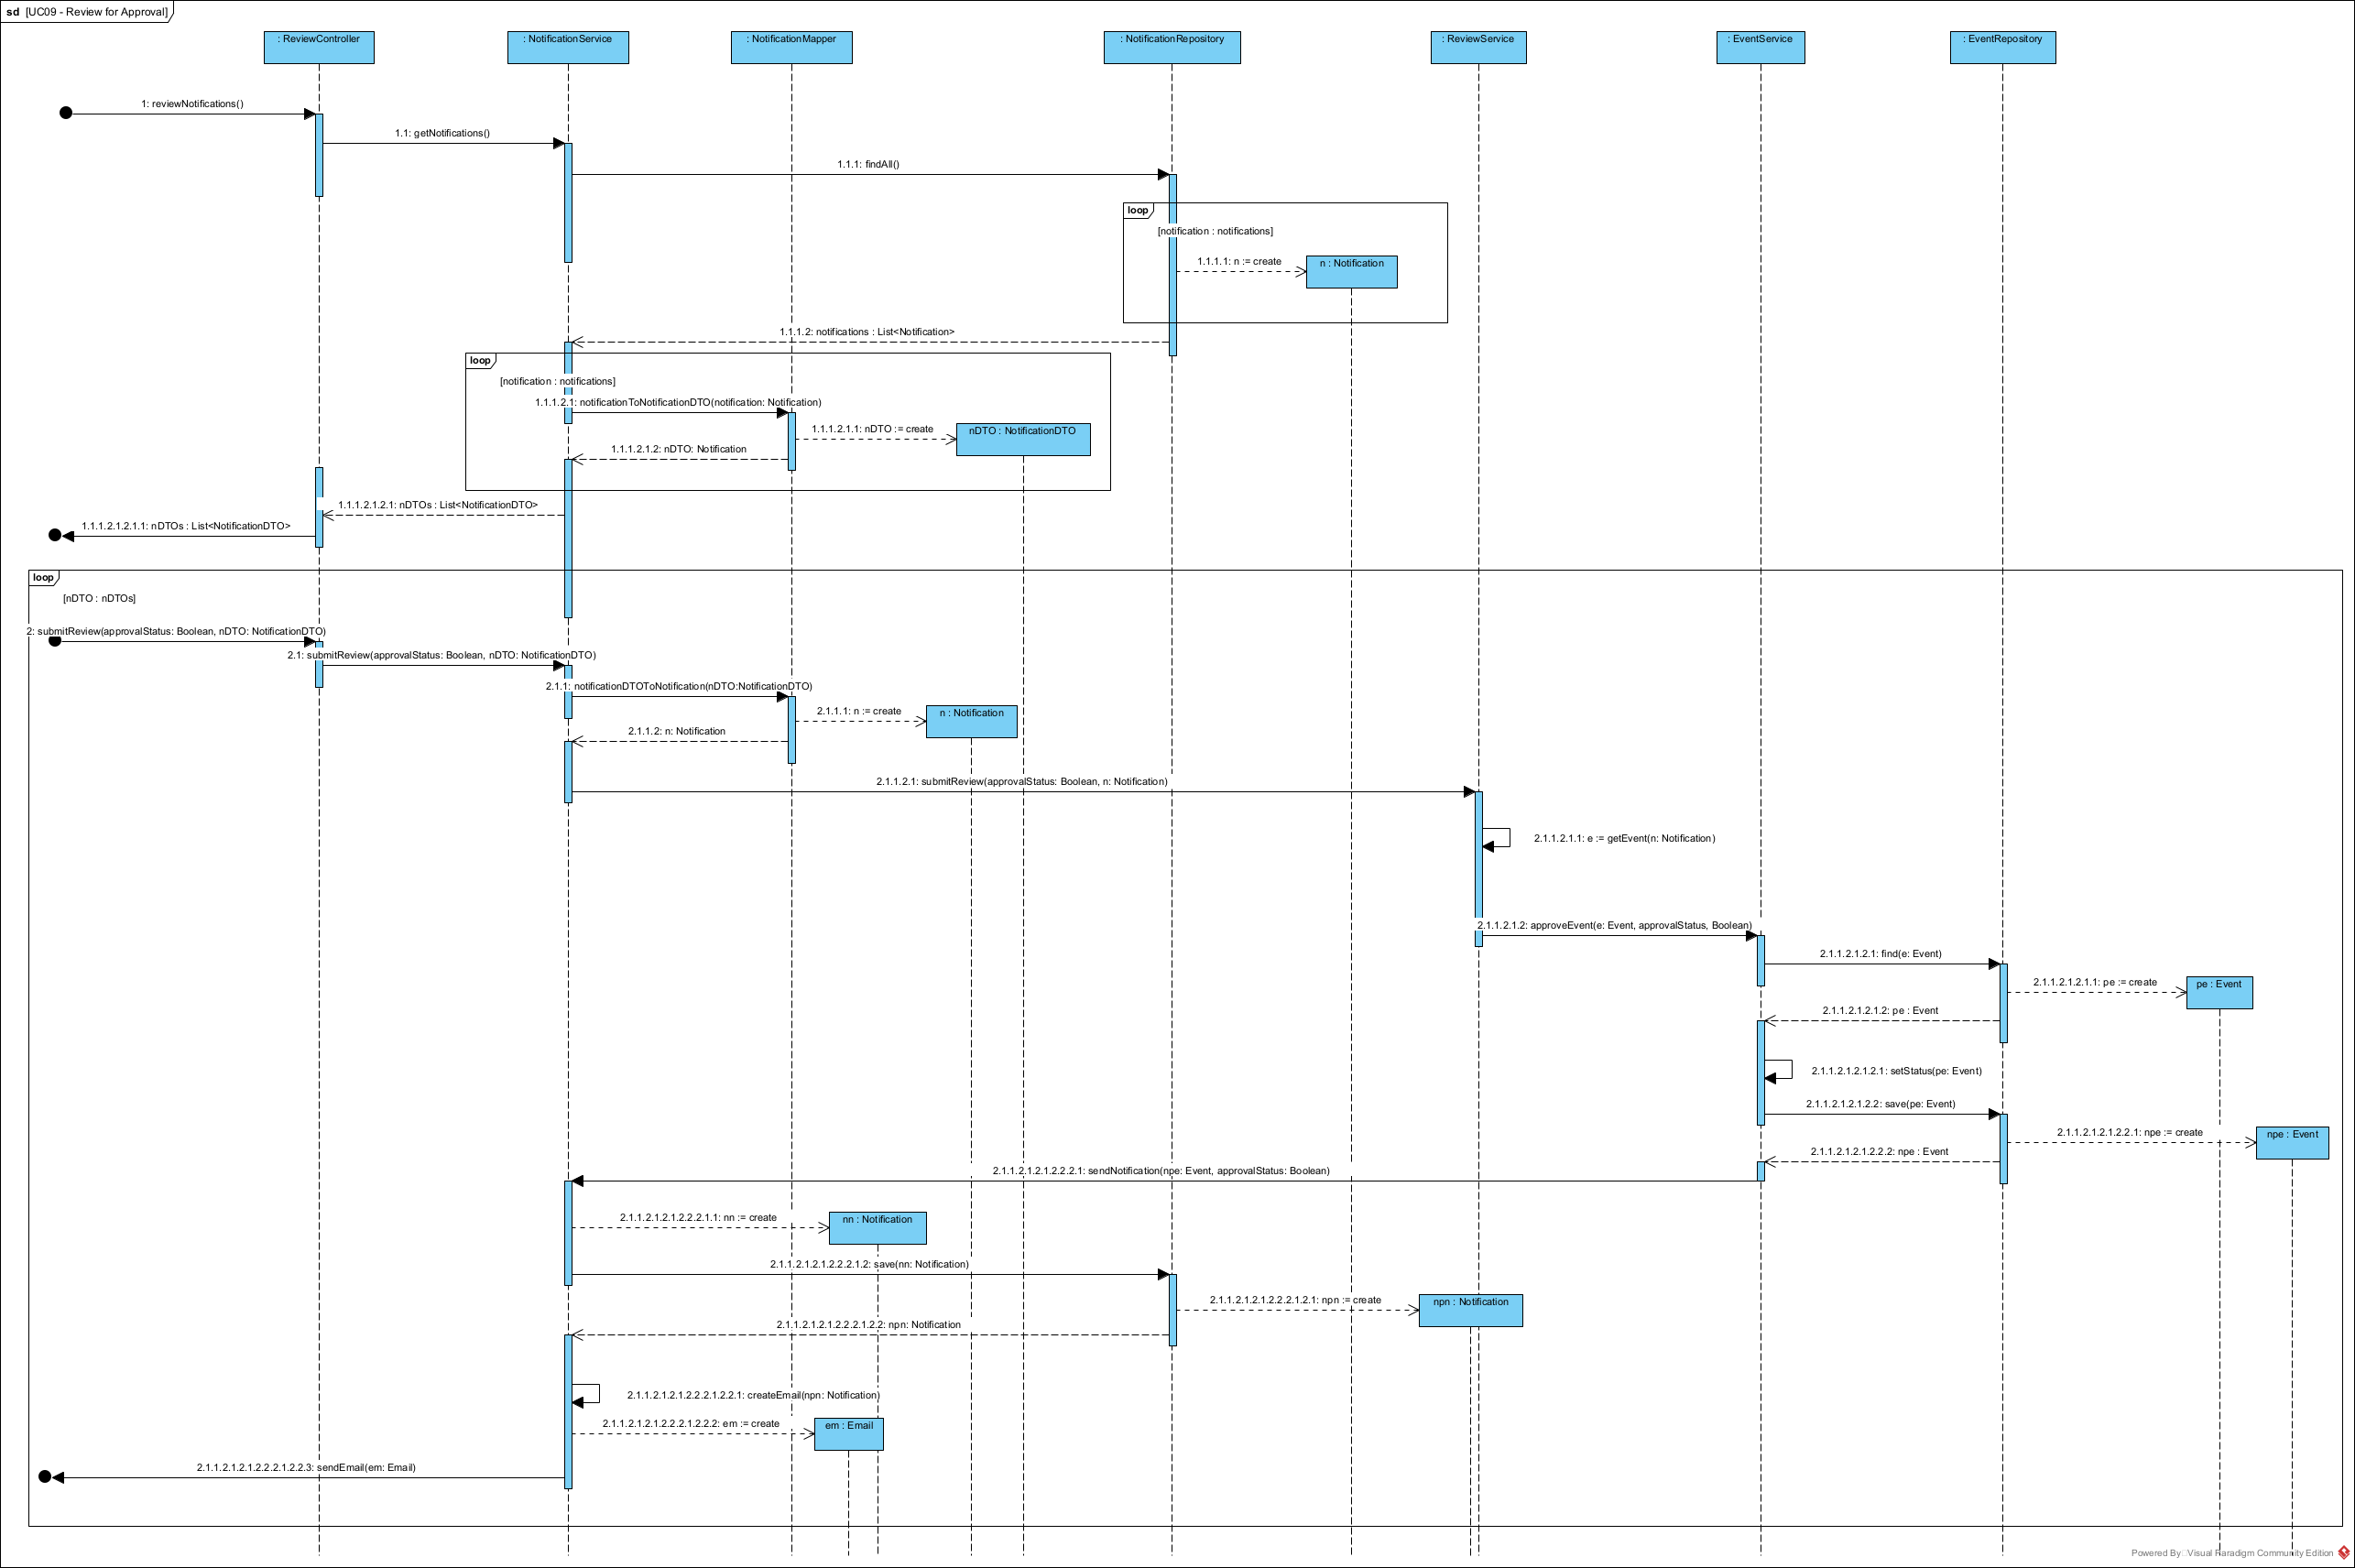 sd [UC09 - Review for Approval]
: ReviewController
: NotificationService
: NotificationMapper
: NotificationRepository
: ReviewService
: EventService
: EventRepository
1: reviewNotifications()
1.1: getNotifications()
1.1.1: findAll()
loop
[notification : notifications]
1.1.1.1: n := create
n : Notification
1.1.1.2: notifications : List<Notification>
loop
[notification : notifications]
1.1.1.2.1: notificationToNotificationDTO(notification: Notification)
1.1.1.2.1.1: nDTO := create
nDTO : NotificationDTO
1.1.1.2.1.2: nDTO: Notification
1.1.1.2.1.2.1: nDTOs : List<NotificationDTO>
1.1.1.2.1.2.1.1: nDTOs : List<NotificationDTO>
loop
[nDTO : nDTOs]
2: submitReview(approvalStatus: Boolean, nDTO: NotificationDTO)
2.1: submitReview(approvalStatus: Boolean, nDTO: NotificationDTO)
2.1.1: notificationDTOToNotification(nDTO:NotificationDTO)
2.1.1.1: n := create
n : Notification
2.1.1.2: n: Notification
2.1.1.2.1: submitReview(approvalStatus: Boolean, n: Notification)
2.1.1.2.1.1: e := getEvent(n: Notification)
2.1.1.2.1.2: approveEvent(e: Event, approvalStatus, Boolean)
2.1.1.2.1.2.1: find(e: Event)
2.1.1.2.1.2.1.1: pe := create
pe : Event
2.1.1.2.1.2.1.2: pe : Event
2.1.1.2.1.2.1.2.1: setStatus(pe: Event)
2.1.1.2.1.2.1.2.2: save(pe: Event)
2.1.1.2.1.2.1.2.2.1: npe := create
npe : Event
2.1.1.2.1.2.1.2.2.2: npe : Event
2.1.1.2.1.2.1.2.2.2.1: sendNotification(npe: Event, approvalStatus: Boolean)
2.1.1.2.1.2.1.2.2.2.1.1: nn := create
nn : Notification
2.1.1.2.1.2.1.2.2.2.1.2: save(nn: Notification)
2.1.1.2.1.2.1.2.2.2.1.2.1: npn := create
npn : Notification
2.1.1.2.1.2.1.2.2.2.1.2.2: npn: Notification
2.1.1.2.1.2.1.2.2.2.1.2.2.1: createEmail(npn: Notification)
2.1.1.2.1.2.1.2.2.2.1.2.2.2: em := create
em : Email
2.1.1.2.1.2.1.2.2.2.1.2.2.3: sendEmail(em: Email)
Powered By Visual Paradigm Community Edition